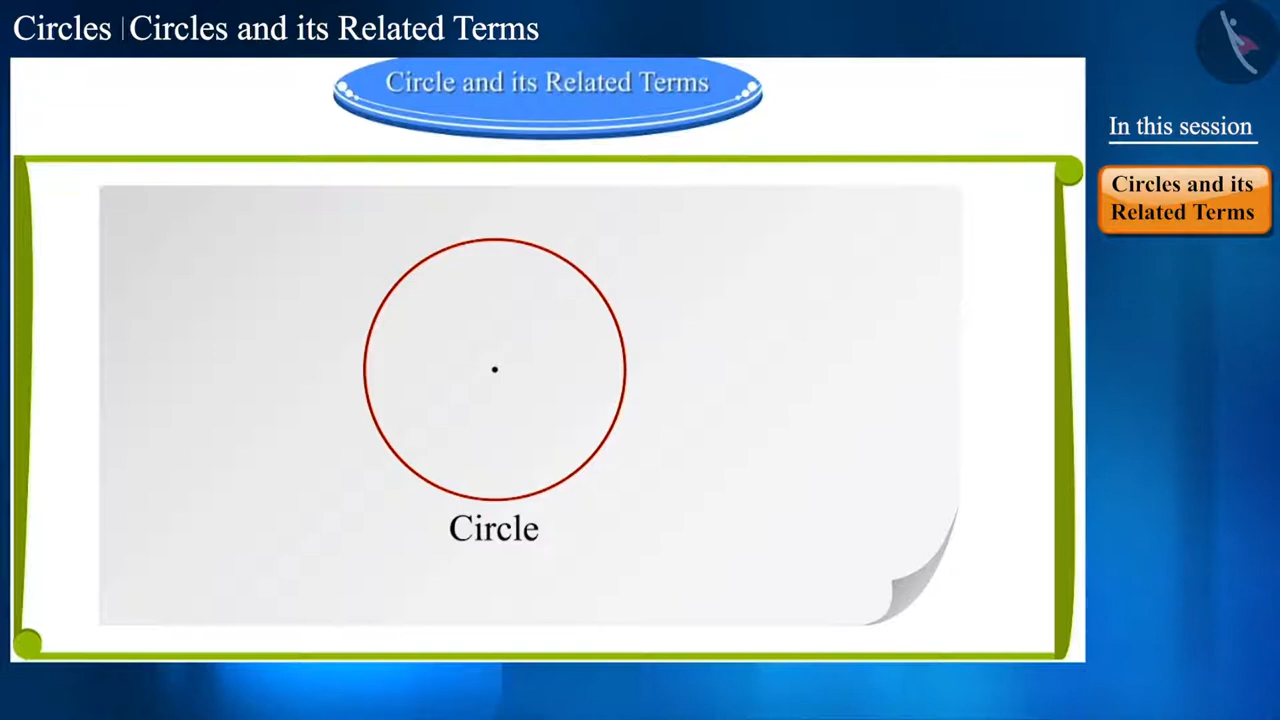 Circles | Circles and its Related Terms
Circle and its Related Terms
In this session
Circles and its
Related Terms
Circle